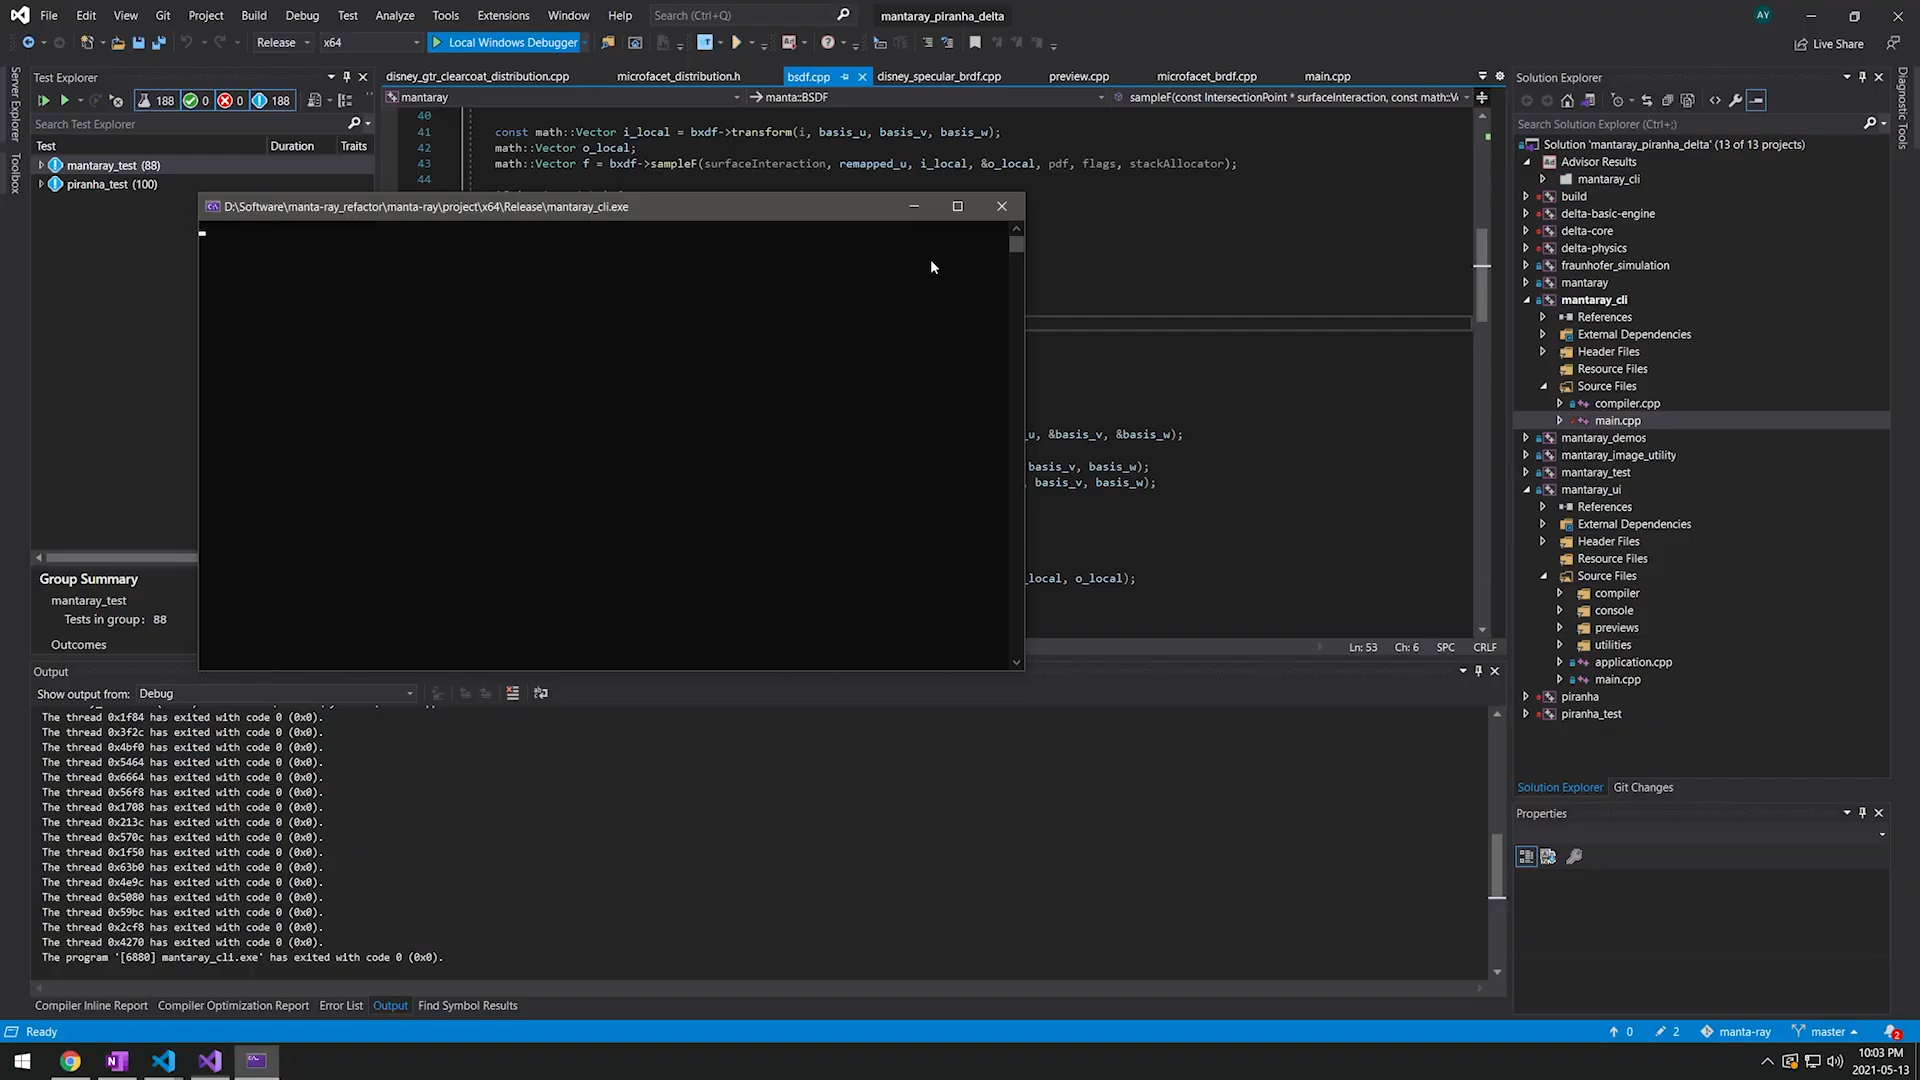 File Edit View Git Project Build Debug Test Analyze Tools Extensions Window Help Search (Ctrl+Q) mantaray_piranha_delta AY
Release x64 Local Windows Debugger Live Share
Server Explorer
Toolbox
Test Explorer
188 0 0 188
Search Test Explorer
Test Duration Traits
mantaray_test (88)
piranha_test (100)
Group Summary
mantaray_test
Tests in group: 88
Outcomes
disney_gtr_clearcoat_distribution.cpp microfacet_distribution.h bsdf.cpp disney_specular_brdf.cpp preview.cpp microfacet_brdf.cpp main.cpp
mantaray manta::BSDF sampleF(const IntersectionPoint * surfaceInteraction, const math::V
40
41 const math::Vector i_local = bxdf->transform(i, basis_u, basis_v, basis_w);
42 math::Vector o_local;
43 math::Vector f = bxdf->sampleF(surfaceInteraction, remapped_u, i_local, &o_local, pdf, flags, stackAllocator);
44
D:\Software\manta-ray_refactor\manta-ray\project\x64\Release\mantaray_cli.exe
_u, &basis_v, &basis_w);
basis_v, basis_w);
, basis_v, basis_w);
_local, o_local);
Ln: 53 Ch: 6 SPC CRLF
Output
Show output from: Debug
The thread 0x1f84 has exited with code 0 (0x0).
The thread 0x3f2c has exited with code 0 (0x0).
The thread 0x4bf0 has exited with code 0 (0x0).
The thread 0x5464 has exited with code 0 (0x0).
The thread 0x6664 has exited with code 0 (0x0).
The thread 0x56f8 has exited with code 0 (0x0).
The thread 0x1708 has exited with code 0 (0x0).
The thread 0x213c has exited with code 0 (0x0).
The thread 0x570c has exited with code 0 (0x0).
The thread 0x1f50 has exited with code 0 (0x0).
The thread 0x63b0 has exited with code 0 (0x0).
The thread 0x4e9c has exited with code 0 (0x0).
The thread 0x5080 has exited with code 0 (0x0).
The thread 0x59bc has exited with code 0 (0x0).
The thread 0x2cf8 has exited with code 0 (0x0).
The thread 0x4270 has exited with code 0 (0x0).
The program '[6880] mantaray_cli.exe' has exited with code 0 (0x0).
Compiler Inline Report Compiler Optimization Report Error List Output Find Symbol Results
Solution Explorer
Search Solution Explorer (Ctrl+;)
Solution 'mantaray_piranha_delta' (13 of 13 projects)
Advisor Results
mantaray_cli
build
delta-basic-engine
delta-core
delta-physics
fraunhofer_simulation
mantaray
mantaray_cli
References
External Dependencies
Header Files
Resource Files
Source Files
compiler.cpp
main.cpp
mantaray_demos
mantaray_image_utility
mantaray_test
mantaray_ui
References
External Dependencies
Header Files
Resource Files
Source Files
compiler
console
previews
utilities
application.cpp
main.cpp
piranha
piranha_test
Solution Explorer Git Changes
Properties
Diagnostic Tools
Ready 0 2 manta-ray master 2
10:03 PM
2021-05-13